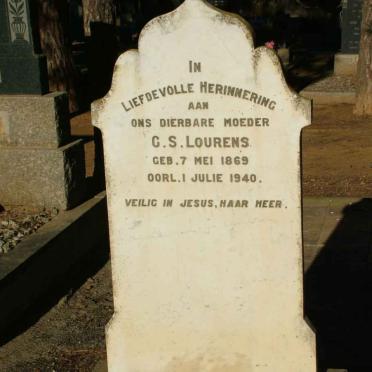 IN
LIEFDEVOLLE HERINNERING
AAN
ONS DIERBARE MOEDER
C.S. LOURENS
GEB. 7 MEI 1869
OORL. 1 JULIE 1940.
VEILIG IN JESUS, HAAR HEER.